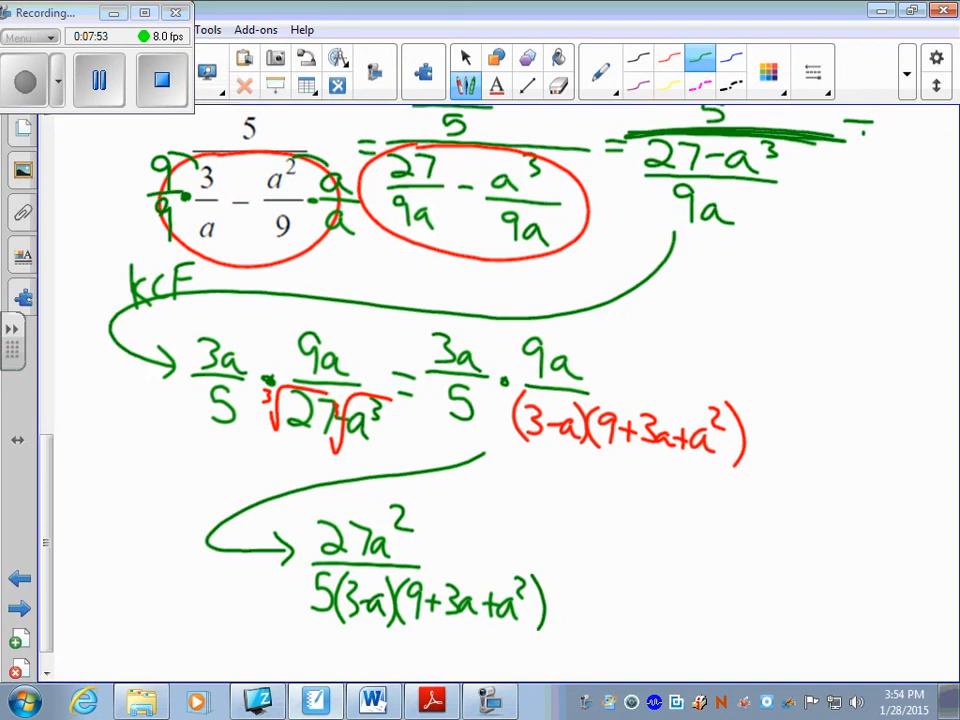 Recording...
Menu
0:07:53
8.0 fps
Tools Add-ons Help
5 = 5 = 5 ÷
9/9 · 3/a − a²/9 · a/a
27/9a − a³/9a
27−a³/9a
KCF
3a/5 · 9a/∛27−∛a³ = 3a/5 · 9a/(3−a)(9+3a+a²)
27a²
5(3−a)(9+3a+a²)
3:54 PM
1/28/2015